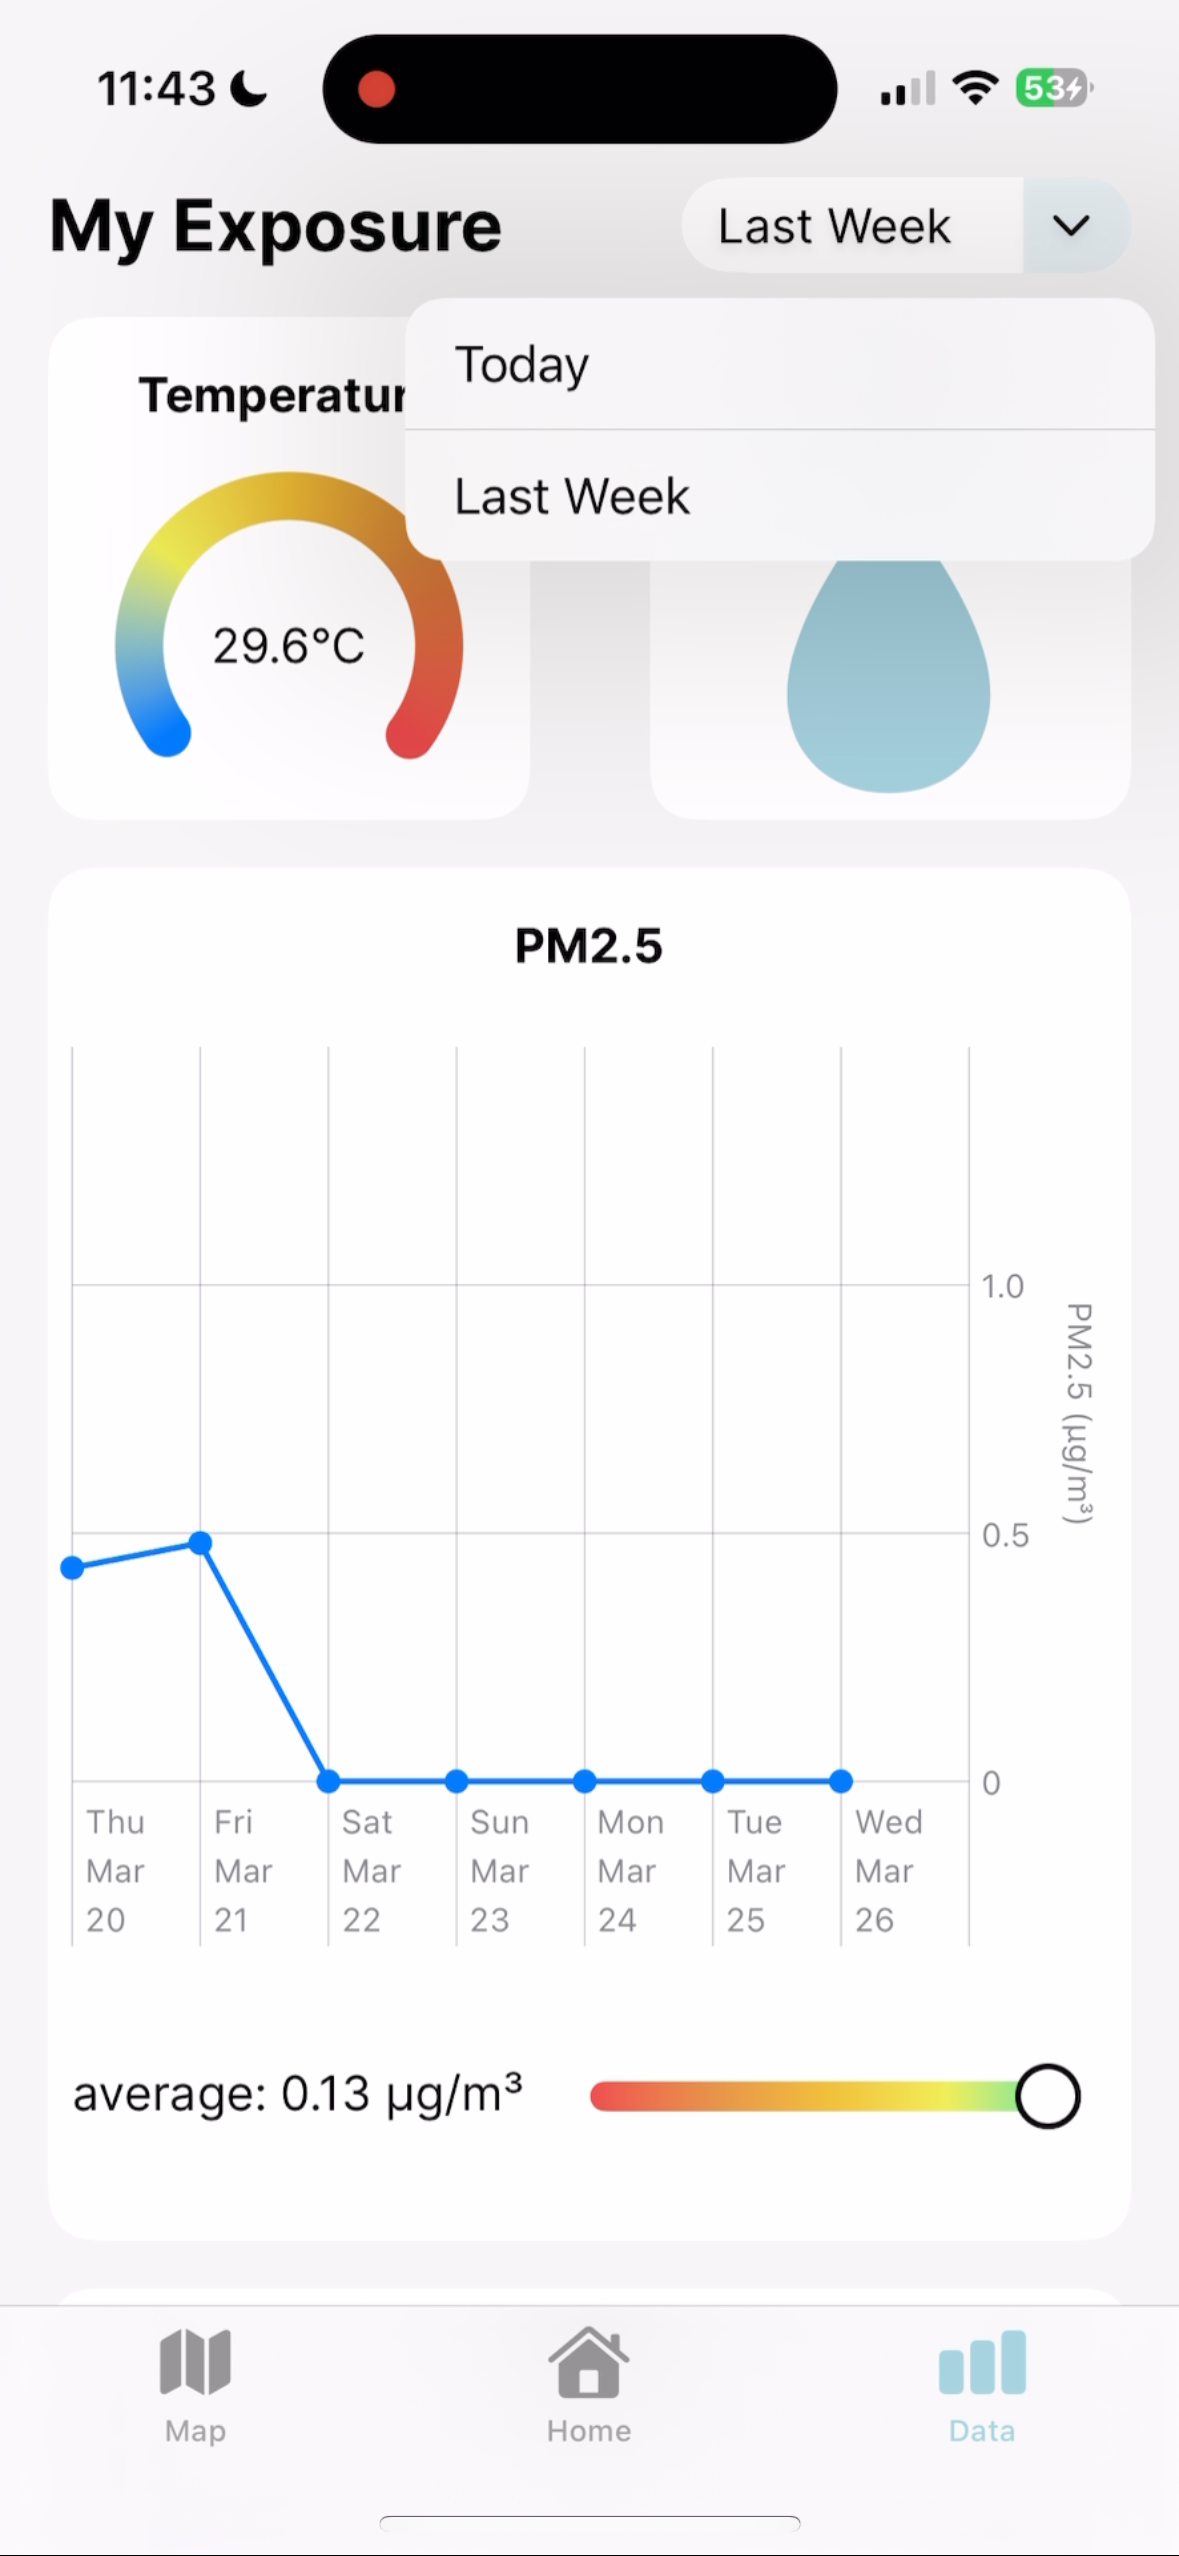 11:43
53
My Exposure
Last Week
Today
Last Week
29.6°C
PM2.5
1.0
0.5
0
PM2.5 (µg/m³)
Thu Mar 20
Fri Mar 21
Sat Mar 22
Sun Mar 23
Mon Mar 24
Tue Mar 25
Wed Mar 26
average: 0.13 µg/m³
Map
Home
Data